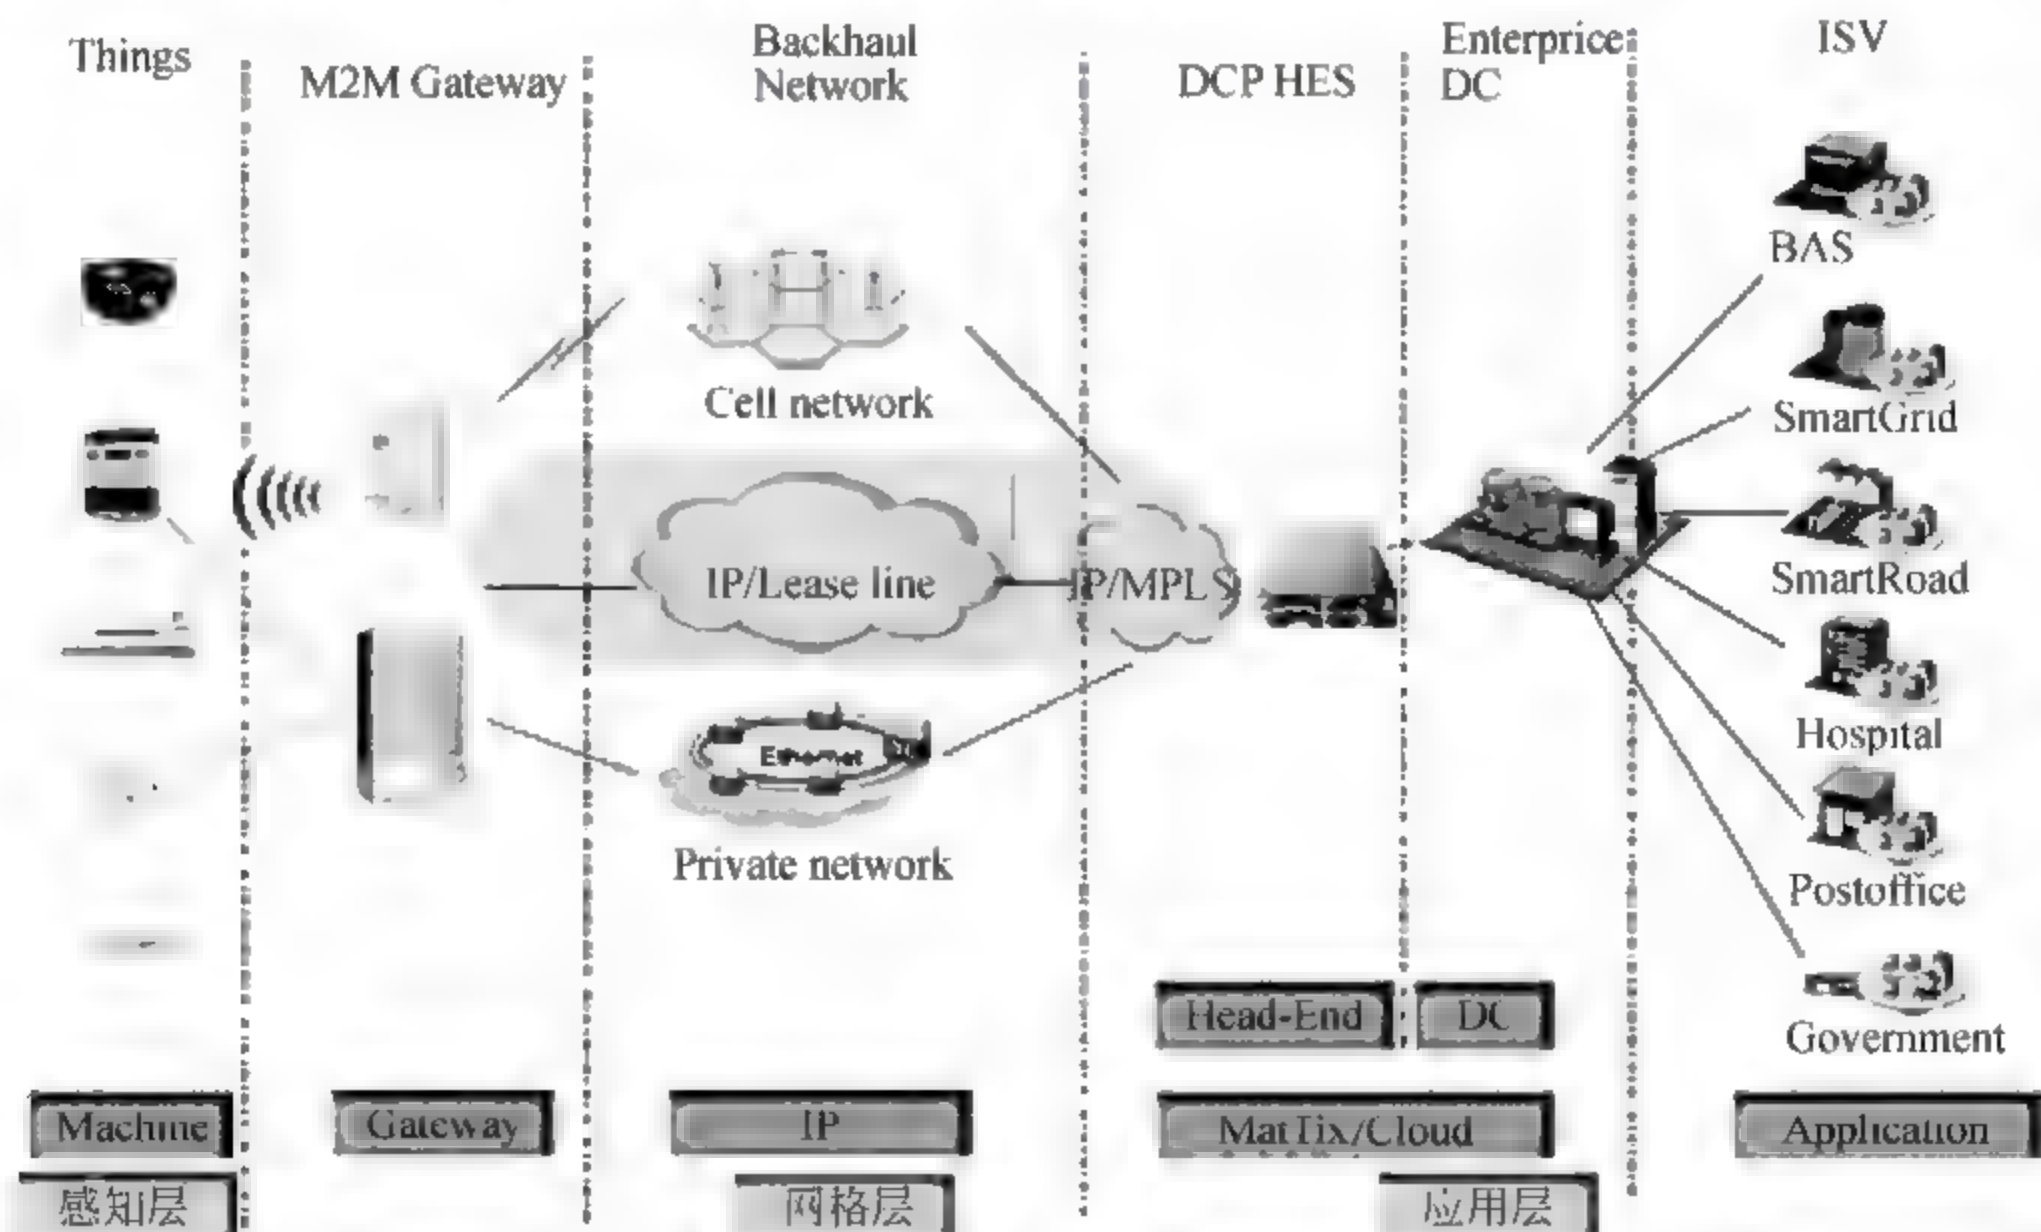 Things
M2M Gateway
Backhaul
Network
DCP HES
Enterprice
DC
ISV
BAS
SmartGrid
Cell network
SmartRoad
IP/Lease line
IP/MPLS
Hospital
Ethernet
Private network
Postoffice
Government
Head-End
DC
Machine
Gateway
IP
MatTix/Cloud
Application
感知层
网格层
应用层